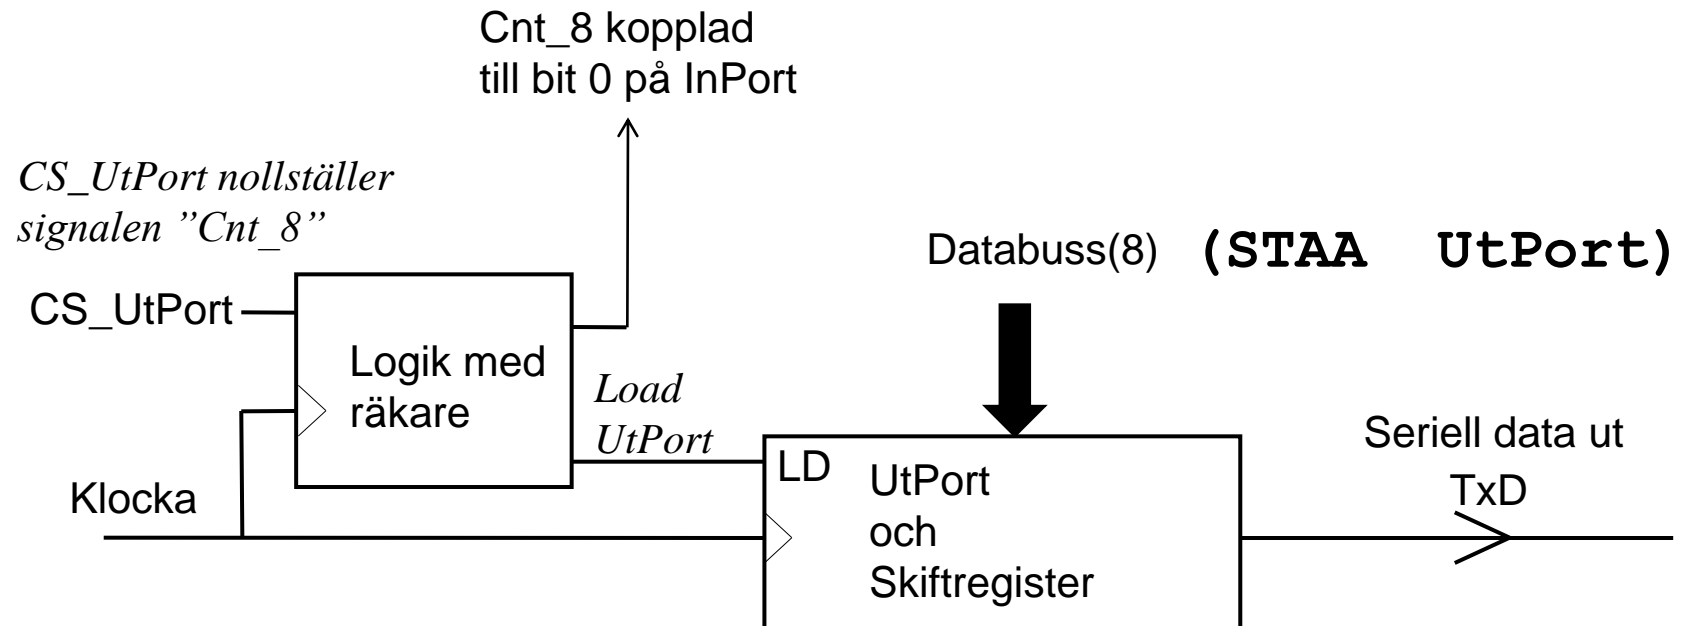 Cnt_8 kopplad
till bit 0 på InPort
CS_UtPort nollställer
signalen ”Cnt_8”
Databuss(8) (STAA UtPort)
CS_UtPort
Logik med
räkare
Load
UtPort
Seriell data ut
TxD
LD
UtPort
och
Skiftregister
Klocka